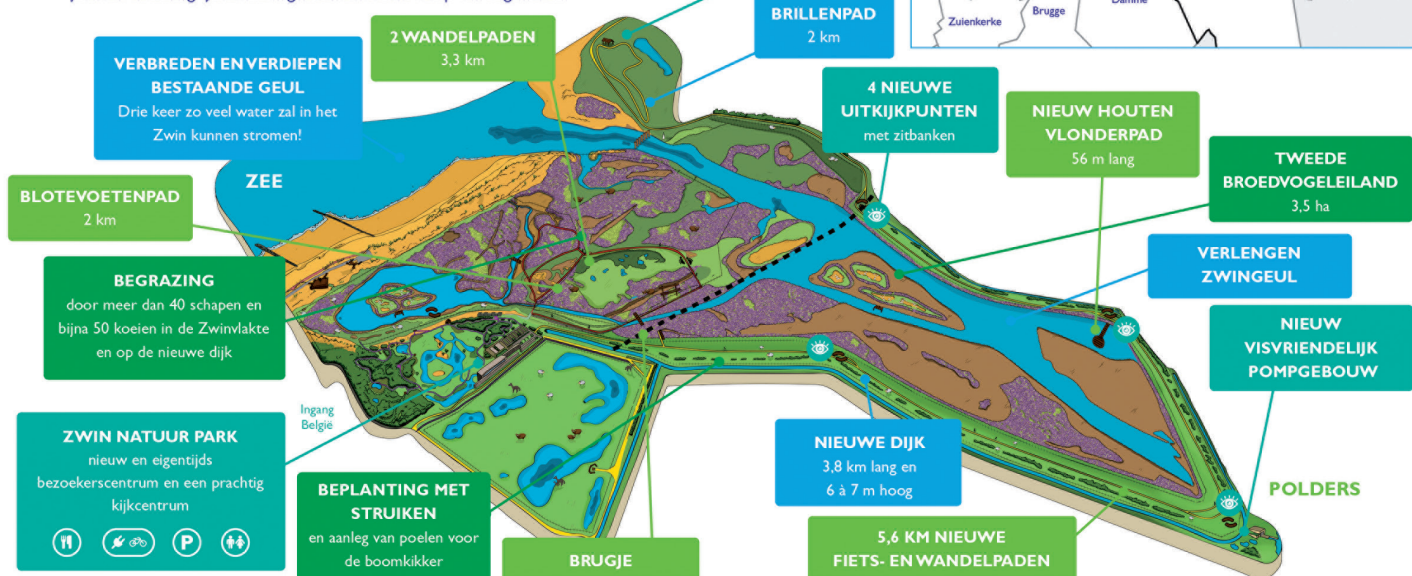 BRILLENPAD
2 km
Zuienkerke
Brugge
Damme
2 WANDELPADEN
3,3 km
VERBREDEN EN VERDIEPEN
BESTAANDE GEUL
Drie keer zo veel water zal in het
Zwin kunnen stromen!
4 NIEUWE
UITKIJKPUNTEN
met zitbanken
NIEUW HOUTEN
VLONDERPAD
56 m lang
TWEEDE
BROEDVOGELEILAND
3,5 ha
ZEE
BLOTEVOETENPAD
2 km
VERLENGEN
ZWINGEUL
BEGRAZING
door meer dan 40 schapen en
bijna 50 koeien in de Zwinvlakte
en op de nieuwe dijk
NIEUW
VISVRIENDELIJK
POMPGEBOUW
Ingang
België
ZWIN NATUUR PARK
nieuw en eigentijds
bezoekerscentrum en een prachtig
kijkcentrum
P
NIEUWE DIJK
3,8 km lang en
6 à 7 m hoog
BEPLANTING MET
STRUIKEN
en aanleg van poelen voor
de boomkikker
POLDERS
BRUGJE
5,6 KM NIEUWE
FIETS- EN WANDELPADEN